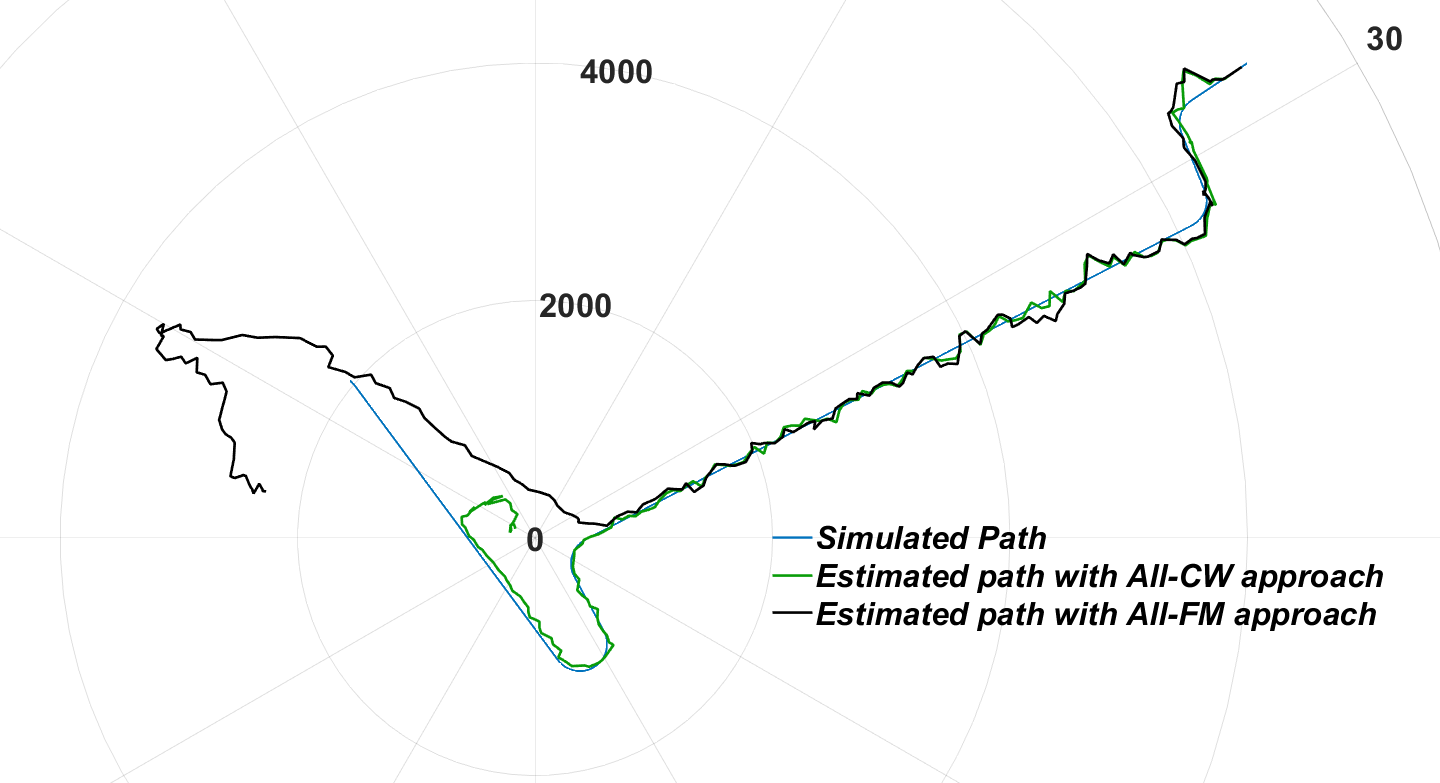 30
4000
2000
0
Simulated Path
Estimated path with All-CW approach
Estimated path with All-FM approach